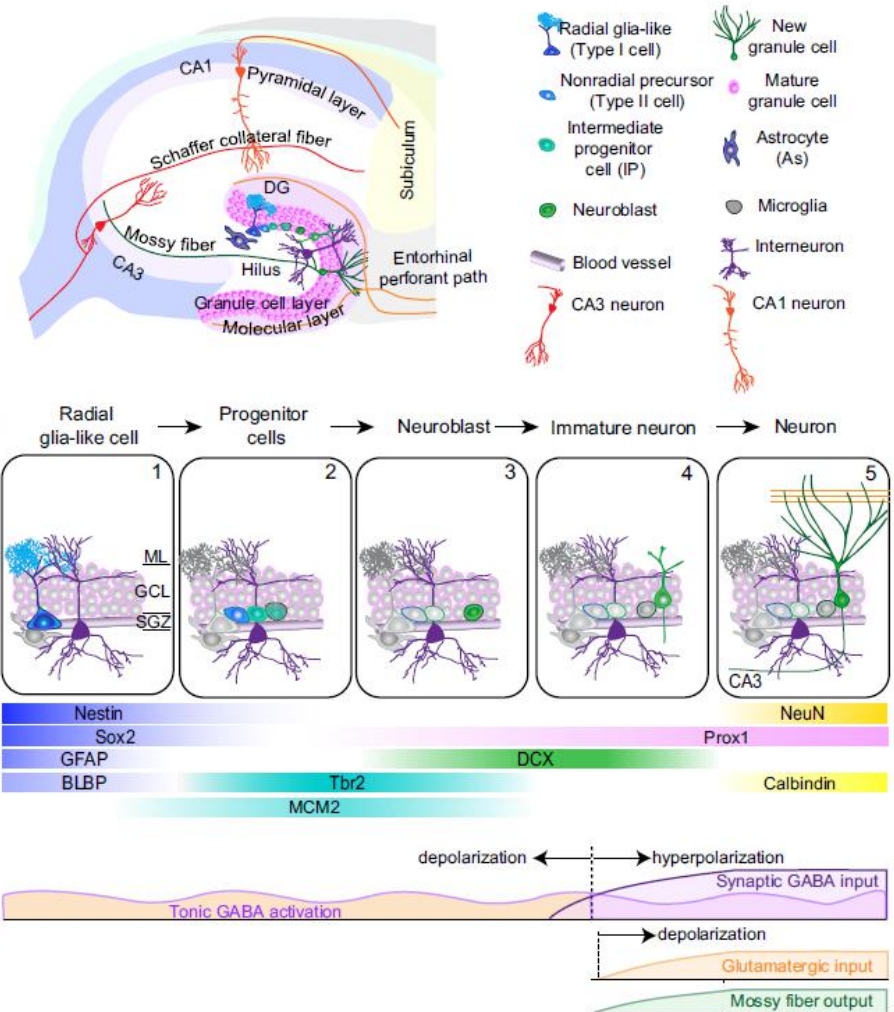 CA1
Pyramidal layer
Schaffer collateral fiber
Subiculum
DG
Mossy fiber
CA3
Hilus
Entorhinal
perforant path
Granule cell layer
Molecular layer
Radial glia-like
(Type I cell)
New
granule cell
Nonradial precursor
(Type II cell)
Mature
granule cell
Intermediate
progenitor
cell (IP)
Astrocyte
(As)
Neuroblast
Microglia
Blood vessel
Interneuron
CA3 neuron
CA1 neuron
Radial
glia-like cell
Progenitor
cells
Neuroblast
Immature neuron
Neuron
1
2
3
4
5
ML
GCL
SGZ
CA3
Nestin
NeuN
Sox2
Prox1
GFAP
DCX
BLBP
Tbr2
Calbindin
MCM2
depolarization
hyperpolarization
Synaptic GABA input
Tonic GABA activation
depolarization
Glutamatergic input
Mossy fiber output